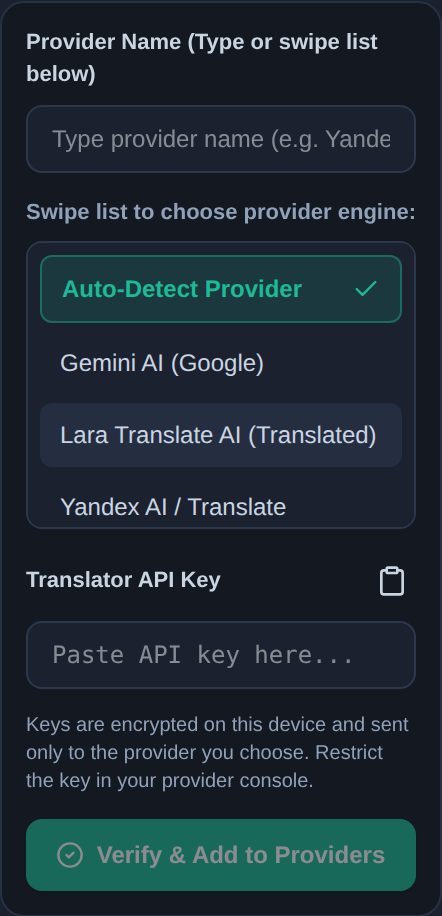 Provider Name (Type or swipe list
below)
Type provider name (e.g. Yande
Swipe list to choose provider engine:
Auto-Detect Provider
Gemini AI (Google)
Lara Translate AI (Translated)
Yandex AI / Translate
Translator API Key
Paste API key here...
Keys are encrypted on this device and sent
only to the provider you choose. Restrict
the key in your provider console.
Verify & Add to Providers